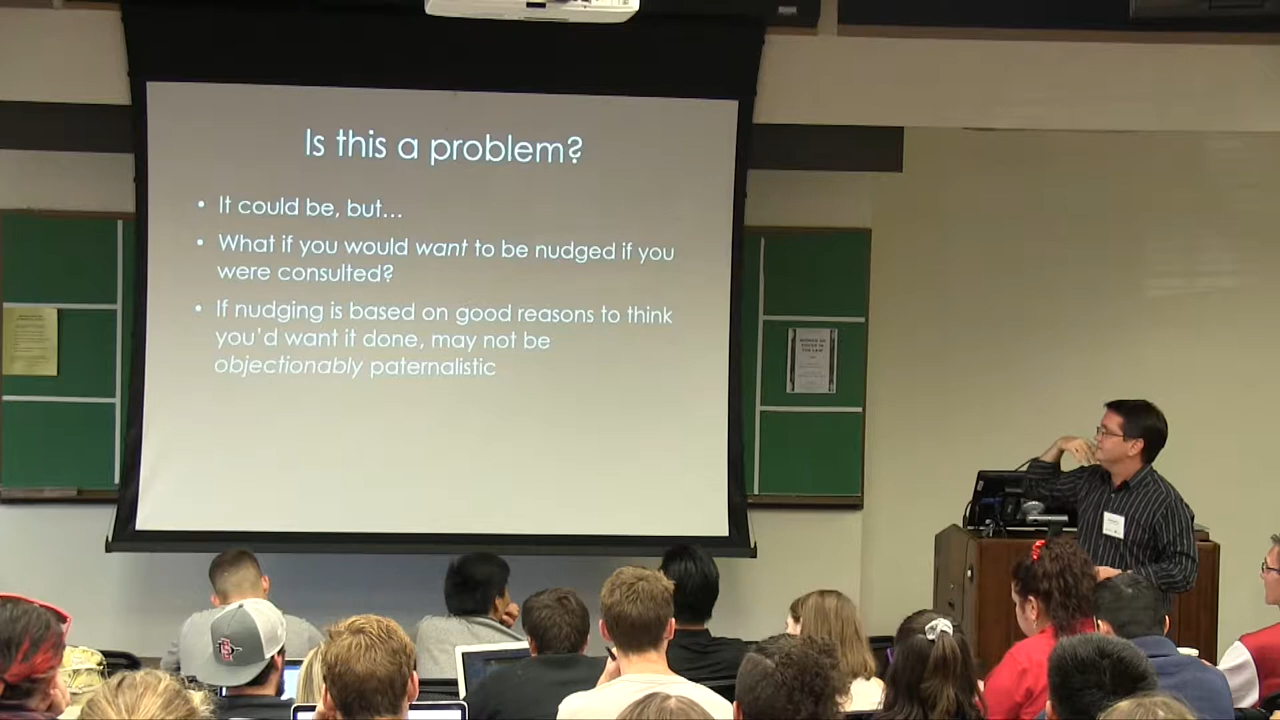 Is this a problem?
• It could be, but...
• What if you would want to be nudged if you
were consulted?
• If nudging is based on good reasons to think
you'd want it done, may not be
objectionably paternalistic